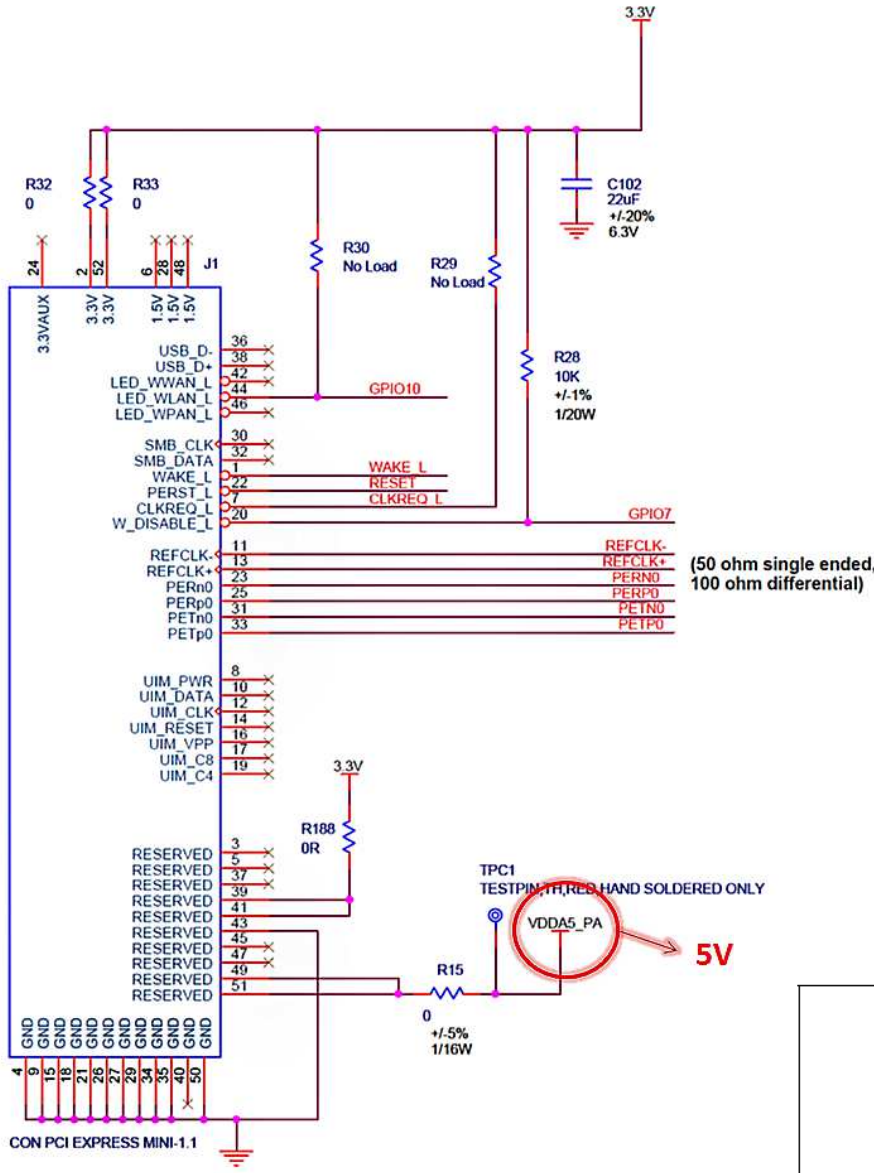 3.3V
R32
0
R33
0
C102
22uF
+/-20%
6.3V
R30
No Load
R29
No Load
24
2
52
6
28
48
J1
3.3VAUX
3.3V
3.3V
1.5V
1.5V
1.5V
R28
10K
+/-1%
1/20W
USB_D- 36
USB_D+ 38
LED_WWAN_L 42
LED_WLAN_L 44 GPIO10
LED_WPAN_L 46
SMB_CLK 30
SMB_DATA 32
WAKE_L 1 WAKE_L
PERST_L 22 RESET
CLKREQ_L 7 CLKREQ_L
W_DISABLE_L 20 GPIO7
REFCLK- 11 REFCLK-
REFCLK+ 13 REFCLK+
PERn0 23 PERN0
PERp0 25 PERP0
PETn0 31 PETN0
PETp0 33 PETP0
(50 ohm single ended,
100 ohm differential)
UIM_PWR 8
UIM_DATA 10
UIM_CLK 12
UIM_RESET 14
UIM_VPP 16
UIM_C8 17
UIM_C4 19
3.3V
R188
0R
RESERVED 3
RESERVED 5
RESERVED 37
RESERVED 39
RESERVED 41
RESERVED 43
RESERVED 45
RESERVED 47
RESERVED 49
RESERVED 51
TPC1
TESTPIN,TH,RED,HAND SOLDERED ONLY
VDDA5_PA
5V
R15
0
+/-5%
1/16W
GND GND GND GND GND GND GND GND GND GND GND GND
4 9 15 18 21 26 27 29 34 35 40 50
CON PCI EXPRESS MINI-1.1